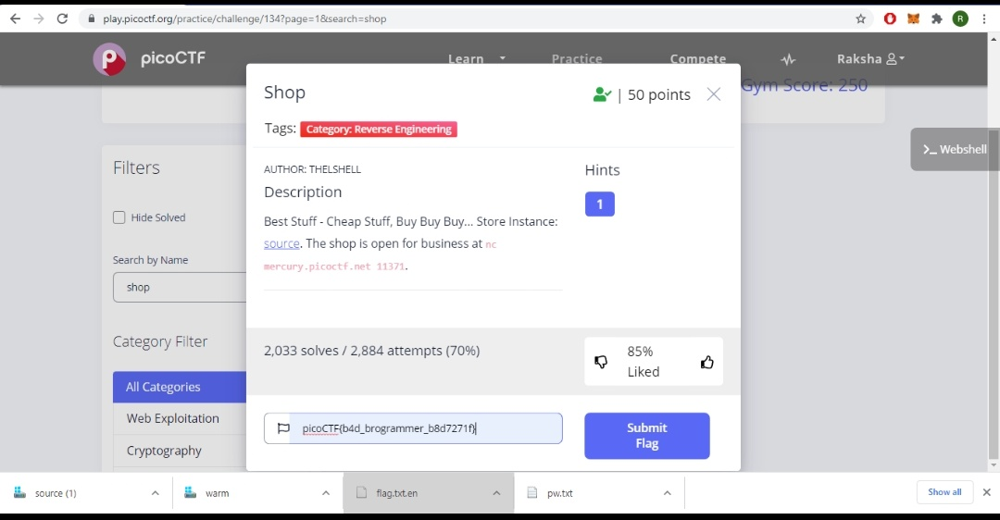 play.picoctf.org/practice/challenge/134?page=1&search=shop
R
picoCTF
Learn
Practice
Compete
Raksha
Gym Score: 250
Shop
| 50 points
Tags: Category: Reverse Engineering
>_ Webshell
Filters
Hide Solved
Search by Name
shop
Category Filter
All Categories
Web Exploitation
Cryptography
AUTHOR: THELSHELL
Description
Best Stuff - Cheap Stuff, Buy Buy Buy... Store Instance:
source. The shop is open for business at nc
mercury.picoctf.net 11371.
Hints
1
2,033 solves / 2,884 attempts (70%)
85%
Liked
picoCTF{b4d_brogrammer_b8d7271f}
Submit
Flag
source (1)
warm
flag.txt.en
pw.txt
Show all